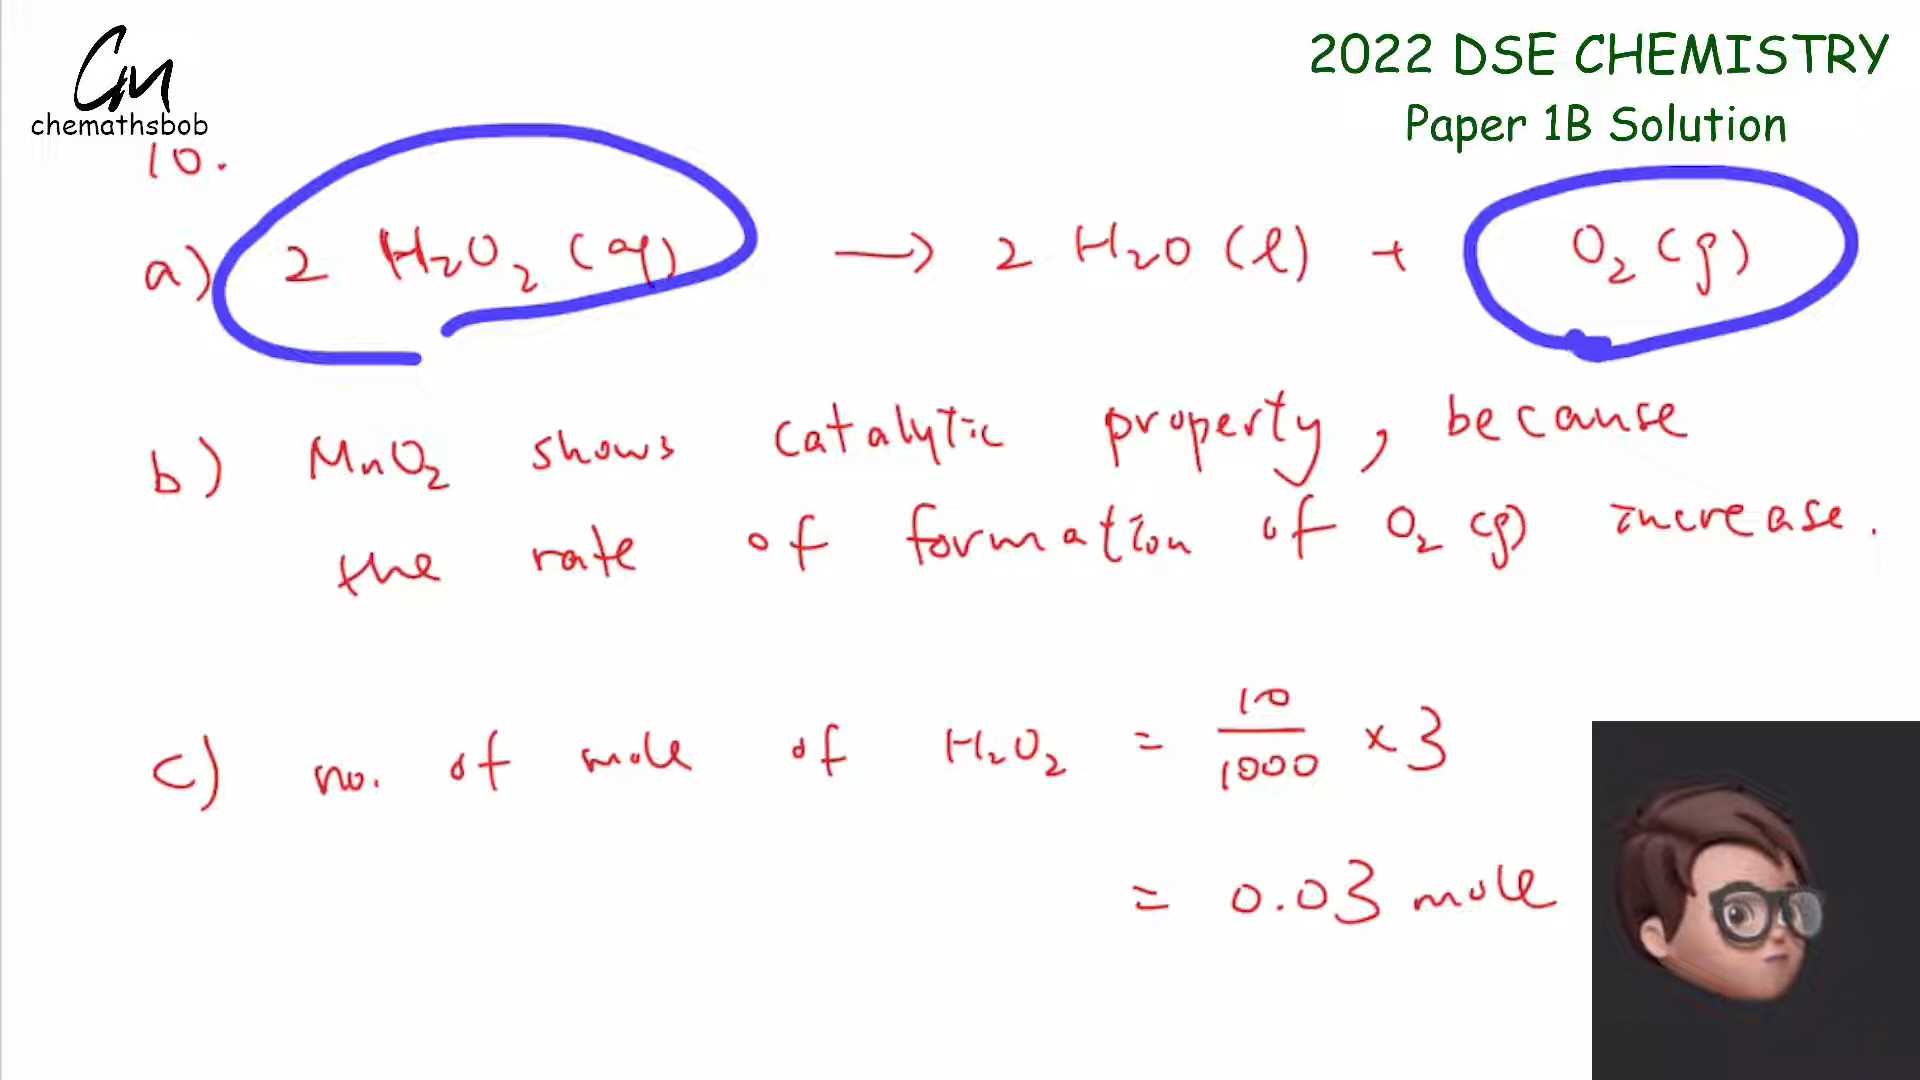 CM
chemathsbob
2022 DSE CHEMISTRY
Paper 1B Solution
10.
a) 2 H₂O₂ (aq) → 2 H₂O (l) + O₂ (g)
b) MnO₂ shows catalytic property, because
the rate of formation of O₂ (g) increase.
c) no. of mole of H₂O₂ = 10/1000 × 3
= 0.03 mole